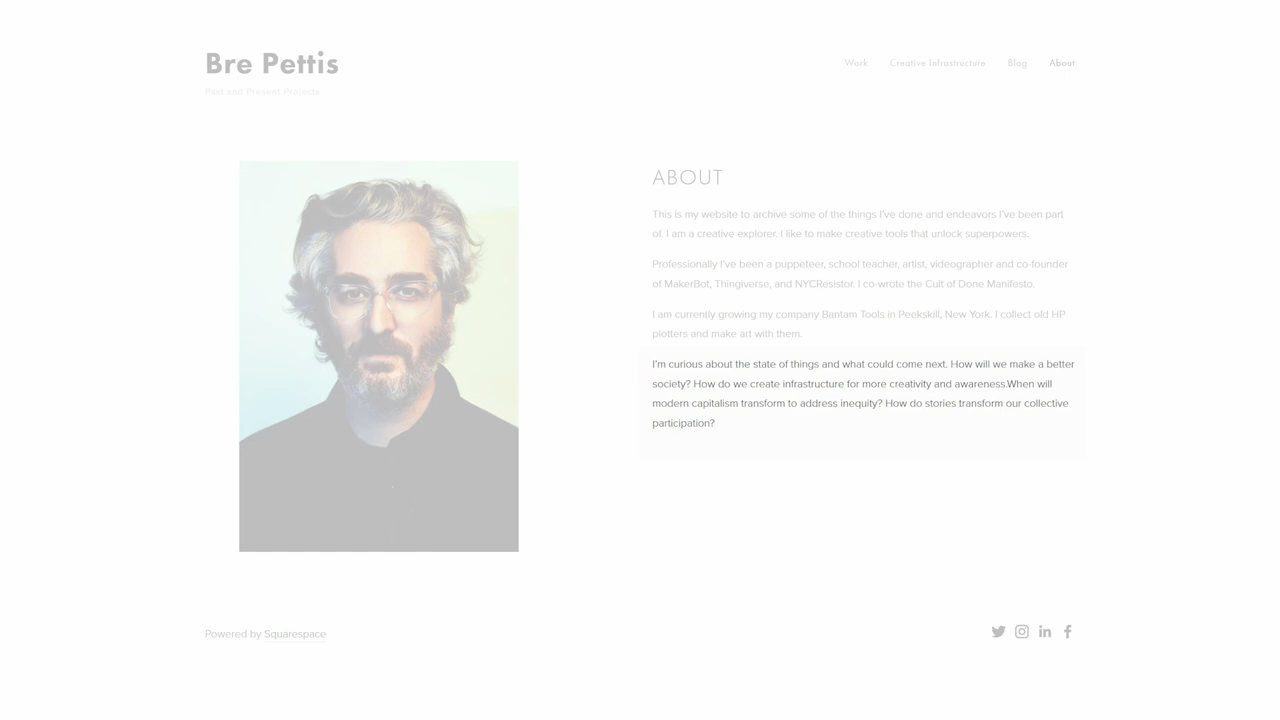 Bre Pettis
Work Creative Infrastructure Blog About
Past and Present Projects
ABOUT
This is my website to archive some of the things I've done and endeavors I've been part
of. I am a creative explorer. I like to make creative tools that unlock superpowers.
Professionally I've been a puppeteer, school teacher, artist, videographer and co-founder
of MakerBot, Thingiverse, and NYCResistor. I co-wrote the Cult of Done Manifesto.
I am currently growing my company Bantam Tools in Peekskill, New York. I collect old HP
plotters and make art with them.
I'm curious about the state of things and what could come next. How will we make a better
society? How do we create infrastructure for more creativity and awareness.When will
modern capitalism transform to address inequity? How do stories transform our collective
participation?
Powered by Squarespace